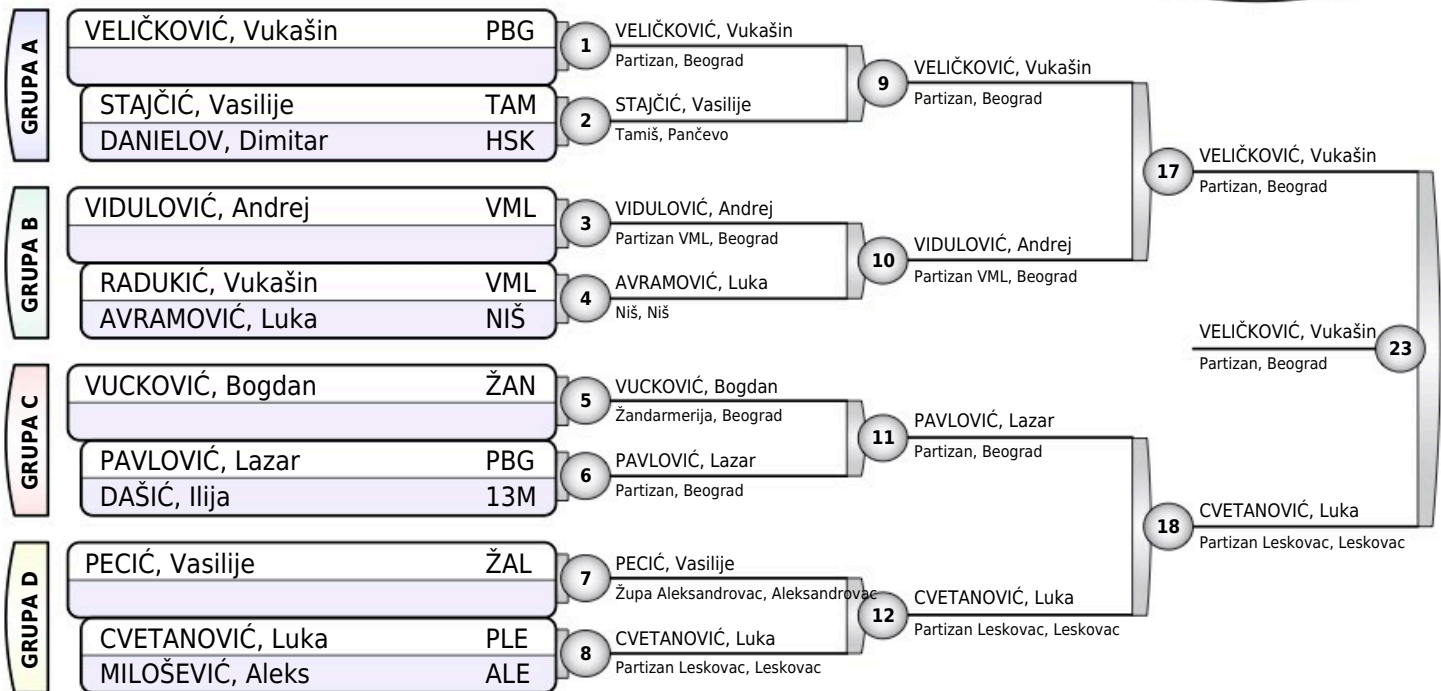 GRUPA A
VELIČKOVIĆ, Vukašin PBG
STAJČIĆ, Vasilije TAM
DANIELOV, Dimitar HSK
1
VELIČKOVIĆ, Vukašin
Partizan, Beograd
2
STAJČIĆ, Vasilije
Tamiš, Pančevo
9
VELIČKOVIĆ, Vukašin
Partizan, Beograd
GRUPA B
VIDULOVIĆ, Andrej VML
RADUKIĆ, Vukašin VML
AVRAMOVIĆ, Luka NIŠ
3
VIDULOVIĆ, Andrej
Partizan VML, Beograd
4
AVRAMOVIĆ, Luka
Niš, Niš
10
VIDULOVIĆ, Andrej
Partizan VML, Beograd
17
VELIČKOVIĆ, Vukašin
Partizan, Beograd
GRUPA C
VUCKOVIĆ, Bogdan ŽAN
PAVLOVIĆ, Lazar PBG
DAŠIĆ, Ilija 13M
5
VUCKOVIĆ, Bogdan
Žandarmerija, Beograd
6
PAVLOVIĆ, Lazar
Partizan, Beograd
11
PAVLOVIĆ, Lazar
Partizan, Beograd
GRUPA D
PECIĆ, Vasilije ŽAL
CVETANOVIĆ, Luka PLE
MILOŠEVIĆ, Aleks ALE
7
PECIĆ, Vasilije
Župa Aleksandrovac, Aleksandrovac
8
CVETANOVIĆ, Luka
Partizan Leskovac, Leskovac
12
CVETANOVIĆ, Luka
Partizan Leskovac, Leskovac
18
CVETANOVIĆ, Luka
Partizan Leskovac, Leskovac
VELIČKOVIĆ, Vukašin
Partizan, Beograd
23